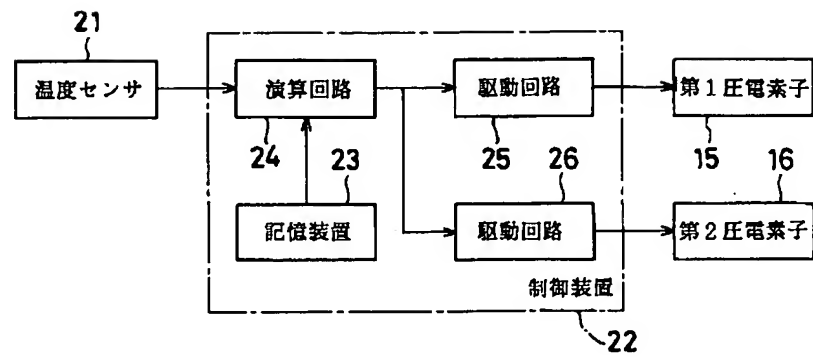 21
温度センサ
演算回路
24
駆動回路
25
第1圧電素子
15
23
記憶装置
26
駆動回路
16
第2圧電素子
制御装置
22